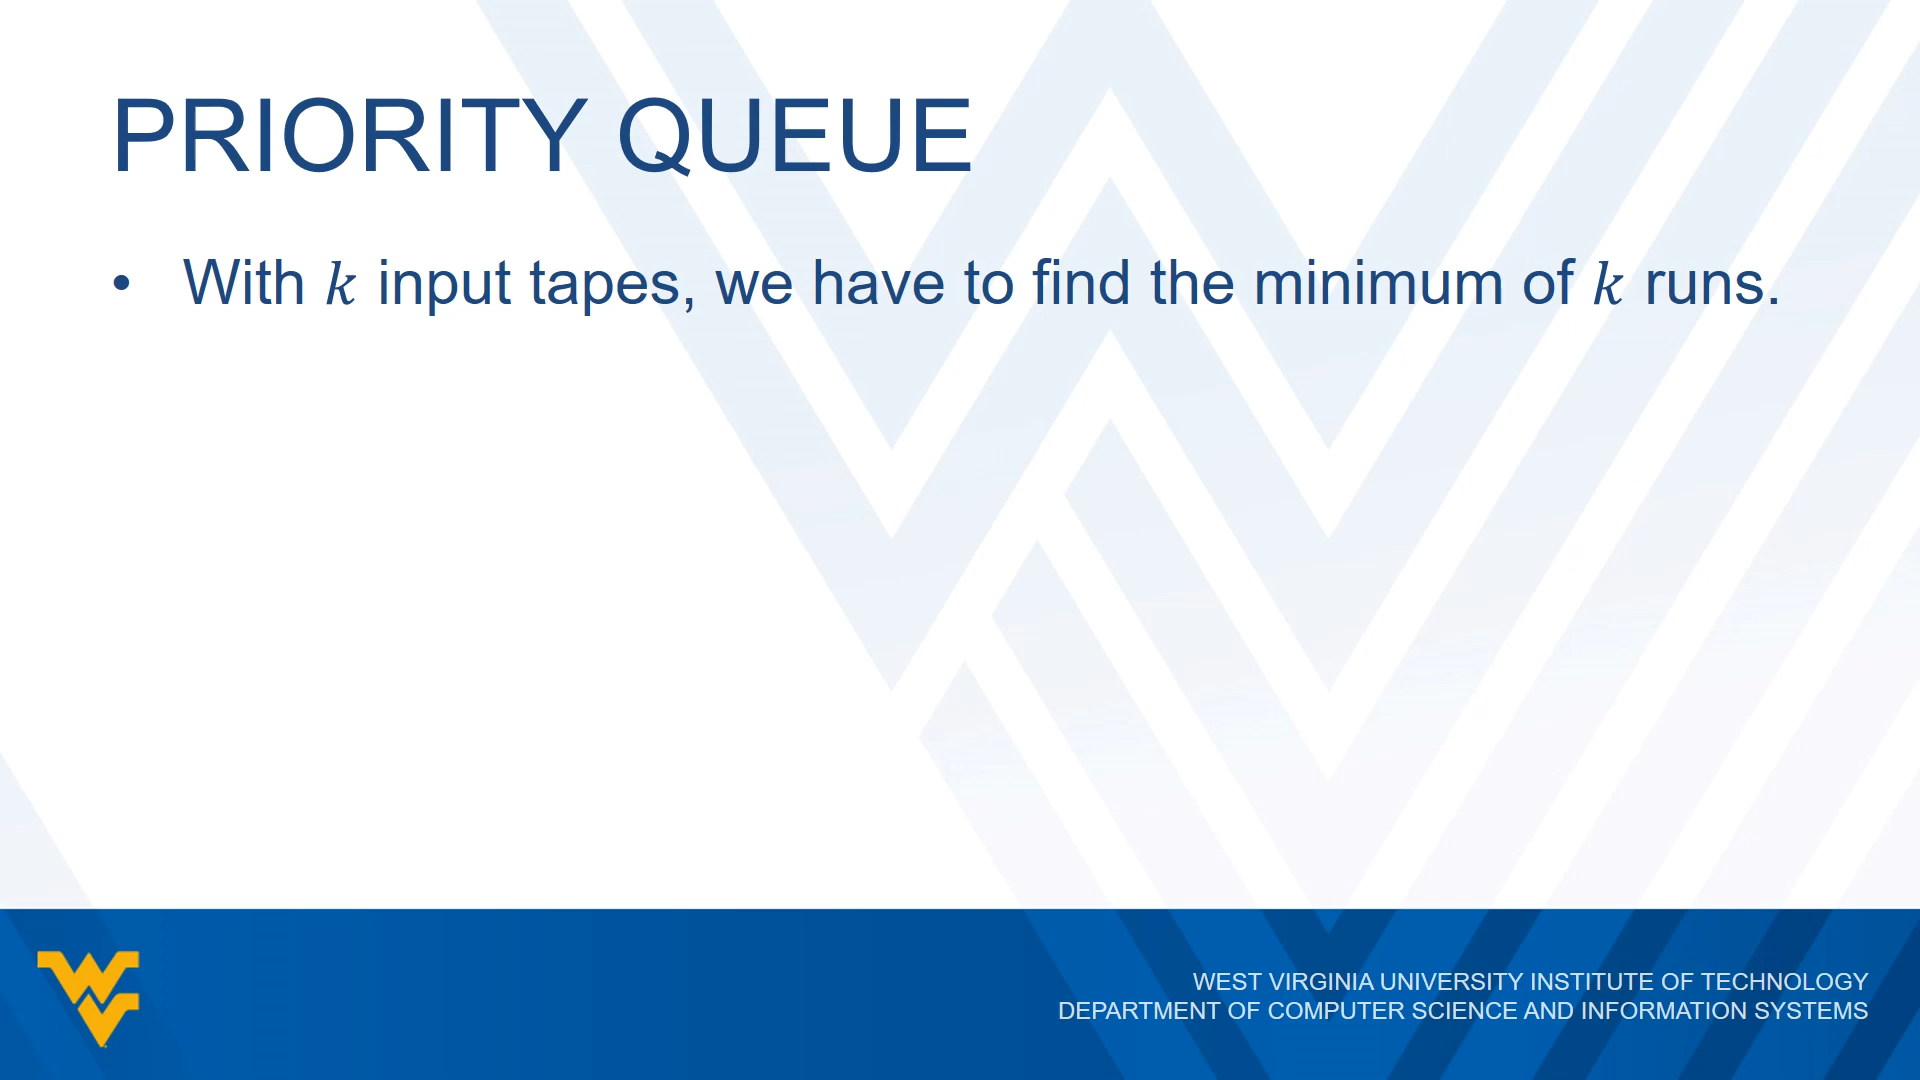 PRIORITY QUEUE
• With k input tapes, we have to find the minimum of k runs.
WEST VIRGINIA UNIVERSITY INSTITUTE OF TECHNOLOGY
DEPARTMENT OF COMPUTER SCIENCE AND INFORMATION SYSTEMS